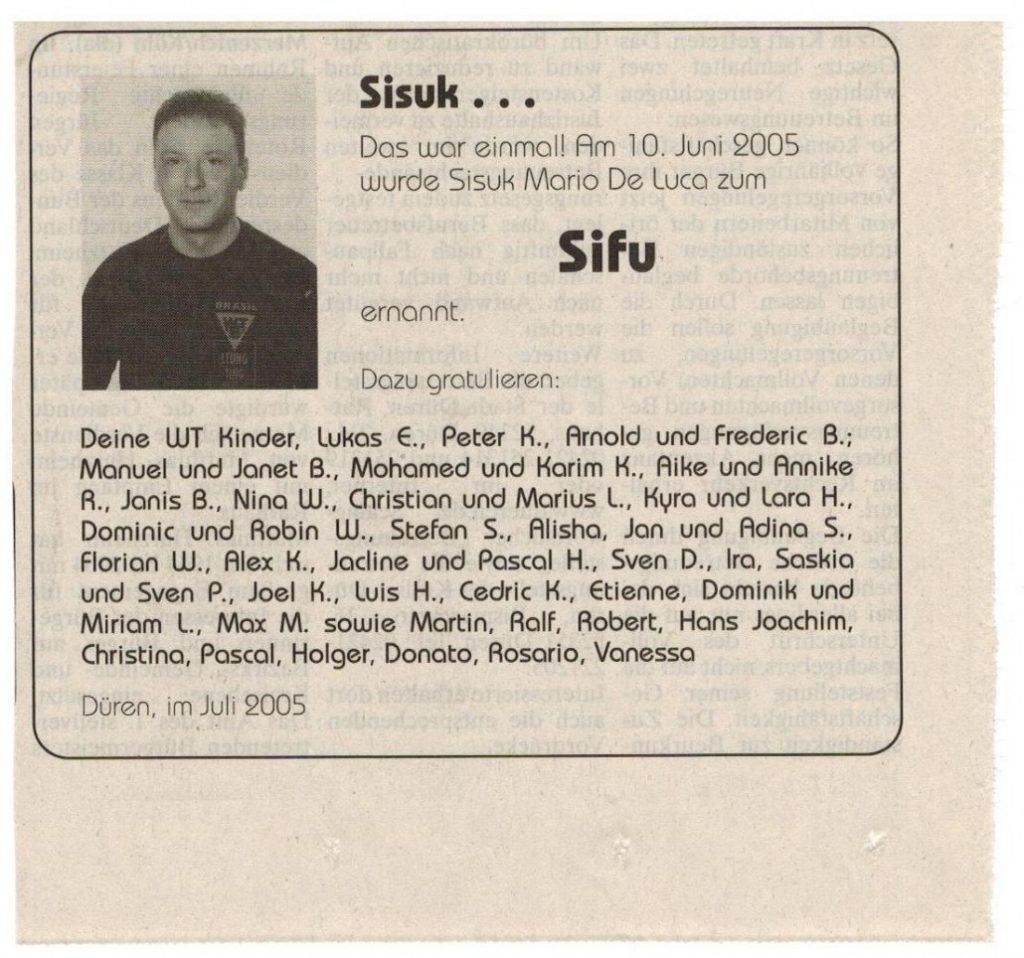 Sisuk . . .
Das war einmal! Am 10. Juni 2005
wurde Sisuk Mario De Luca zum
Sifu
ernannt.
Dazu gratulieren:
BRASIL
WT
Deine WT Kinder, Lukas E., Peter K., Arnold und Frederic B.;
Manuel und Janet B., Mohamed und Karim K., Aike und Annike
R., Janis B., Nina W., Christian und Marius L., Kyra und Lara H.,
Dominic und Robin W., Stefan S., Alisha, Jan und Adina S.,
Florian W., Alex K., Jacline und Pascal H., Sven D., Ira, Saskia
und Sven P., Joel K., Luis H., Cedric K., Etienne, Dominik und
Miriam L., Max M. sowie Martin, Ralf, Robert, Hans Joachim,
Christina, Pascal, Holger, Donato, Rosario, Vanessa
Düren, im Juli 2005